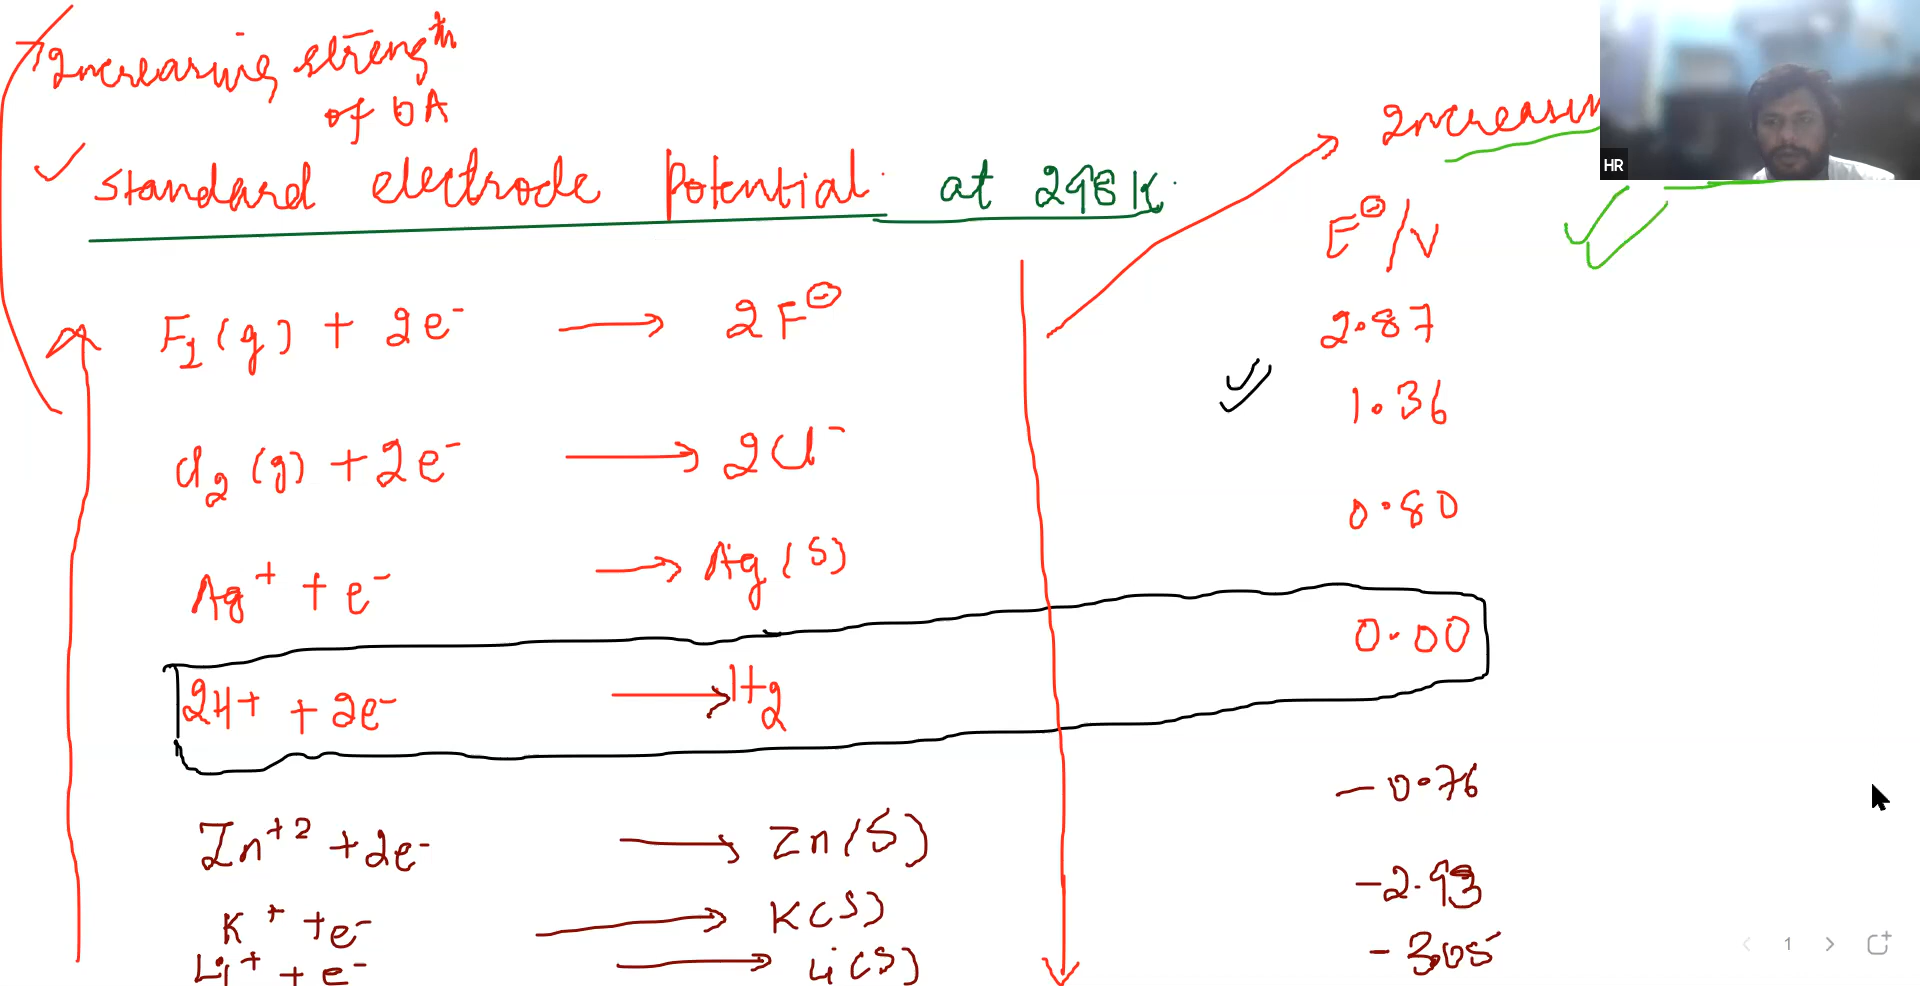 Increasing strength
of OA
Increasin
HR
Standard electrode Potential at 298K
E⊖/V
F2(g) + 2e- → 2F⊖
2.87
Cl2(g) + 2e- → 2Cl-
1.36
Ag+ + e- → Ag(s)
0.80
2H+ + 2e- → H2
0.00
Zn+2 + 2e- → Zn(s)
-0.76
K+ + e- → K(s)
-2.93
Li+ + e- → Li(s)
-3.05
1